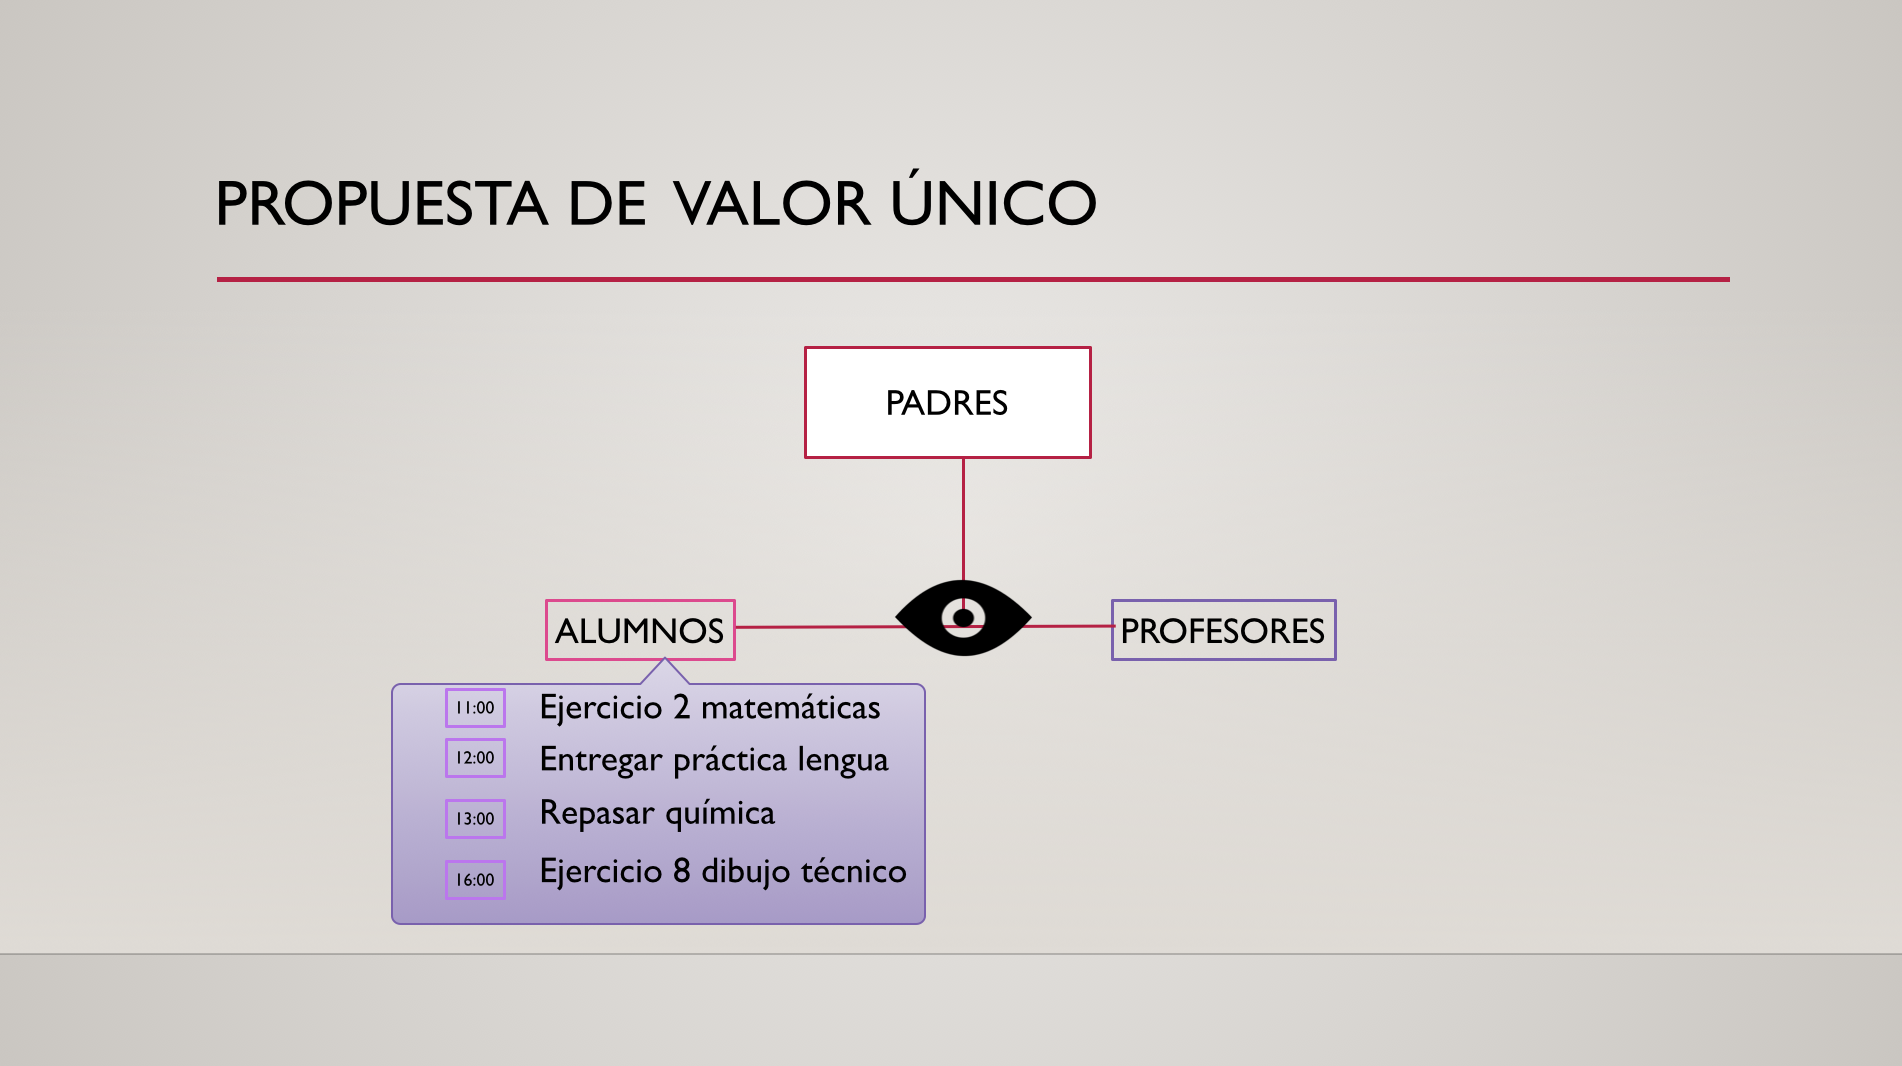 PROPUESTA DE VALOR ÚNICO
PADRES
ALUMNOS
PROFESORES
11:00 Ejercicio 2 matemáticas
12:00 Entregar práctica lengua
13:00 Repasar química
16:00 Ejercicio 8 dibujo técnico